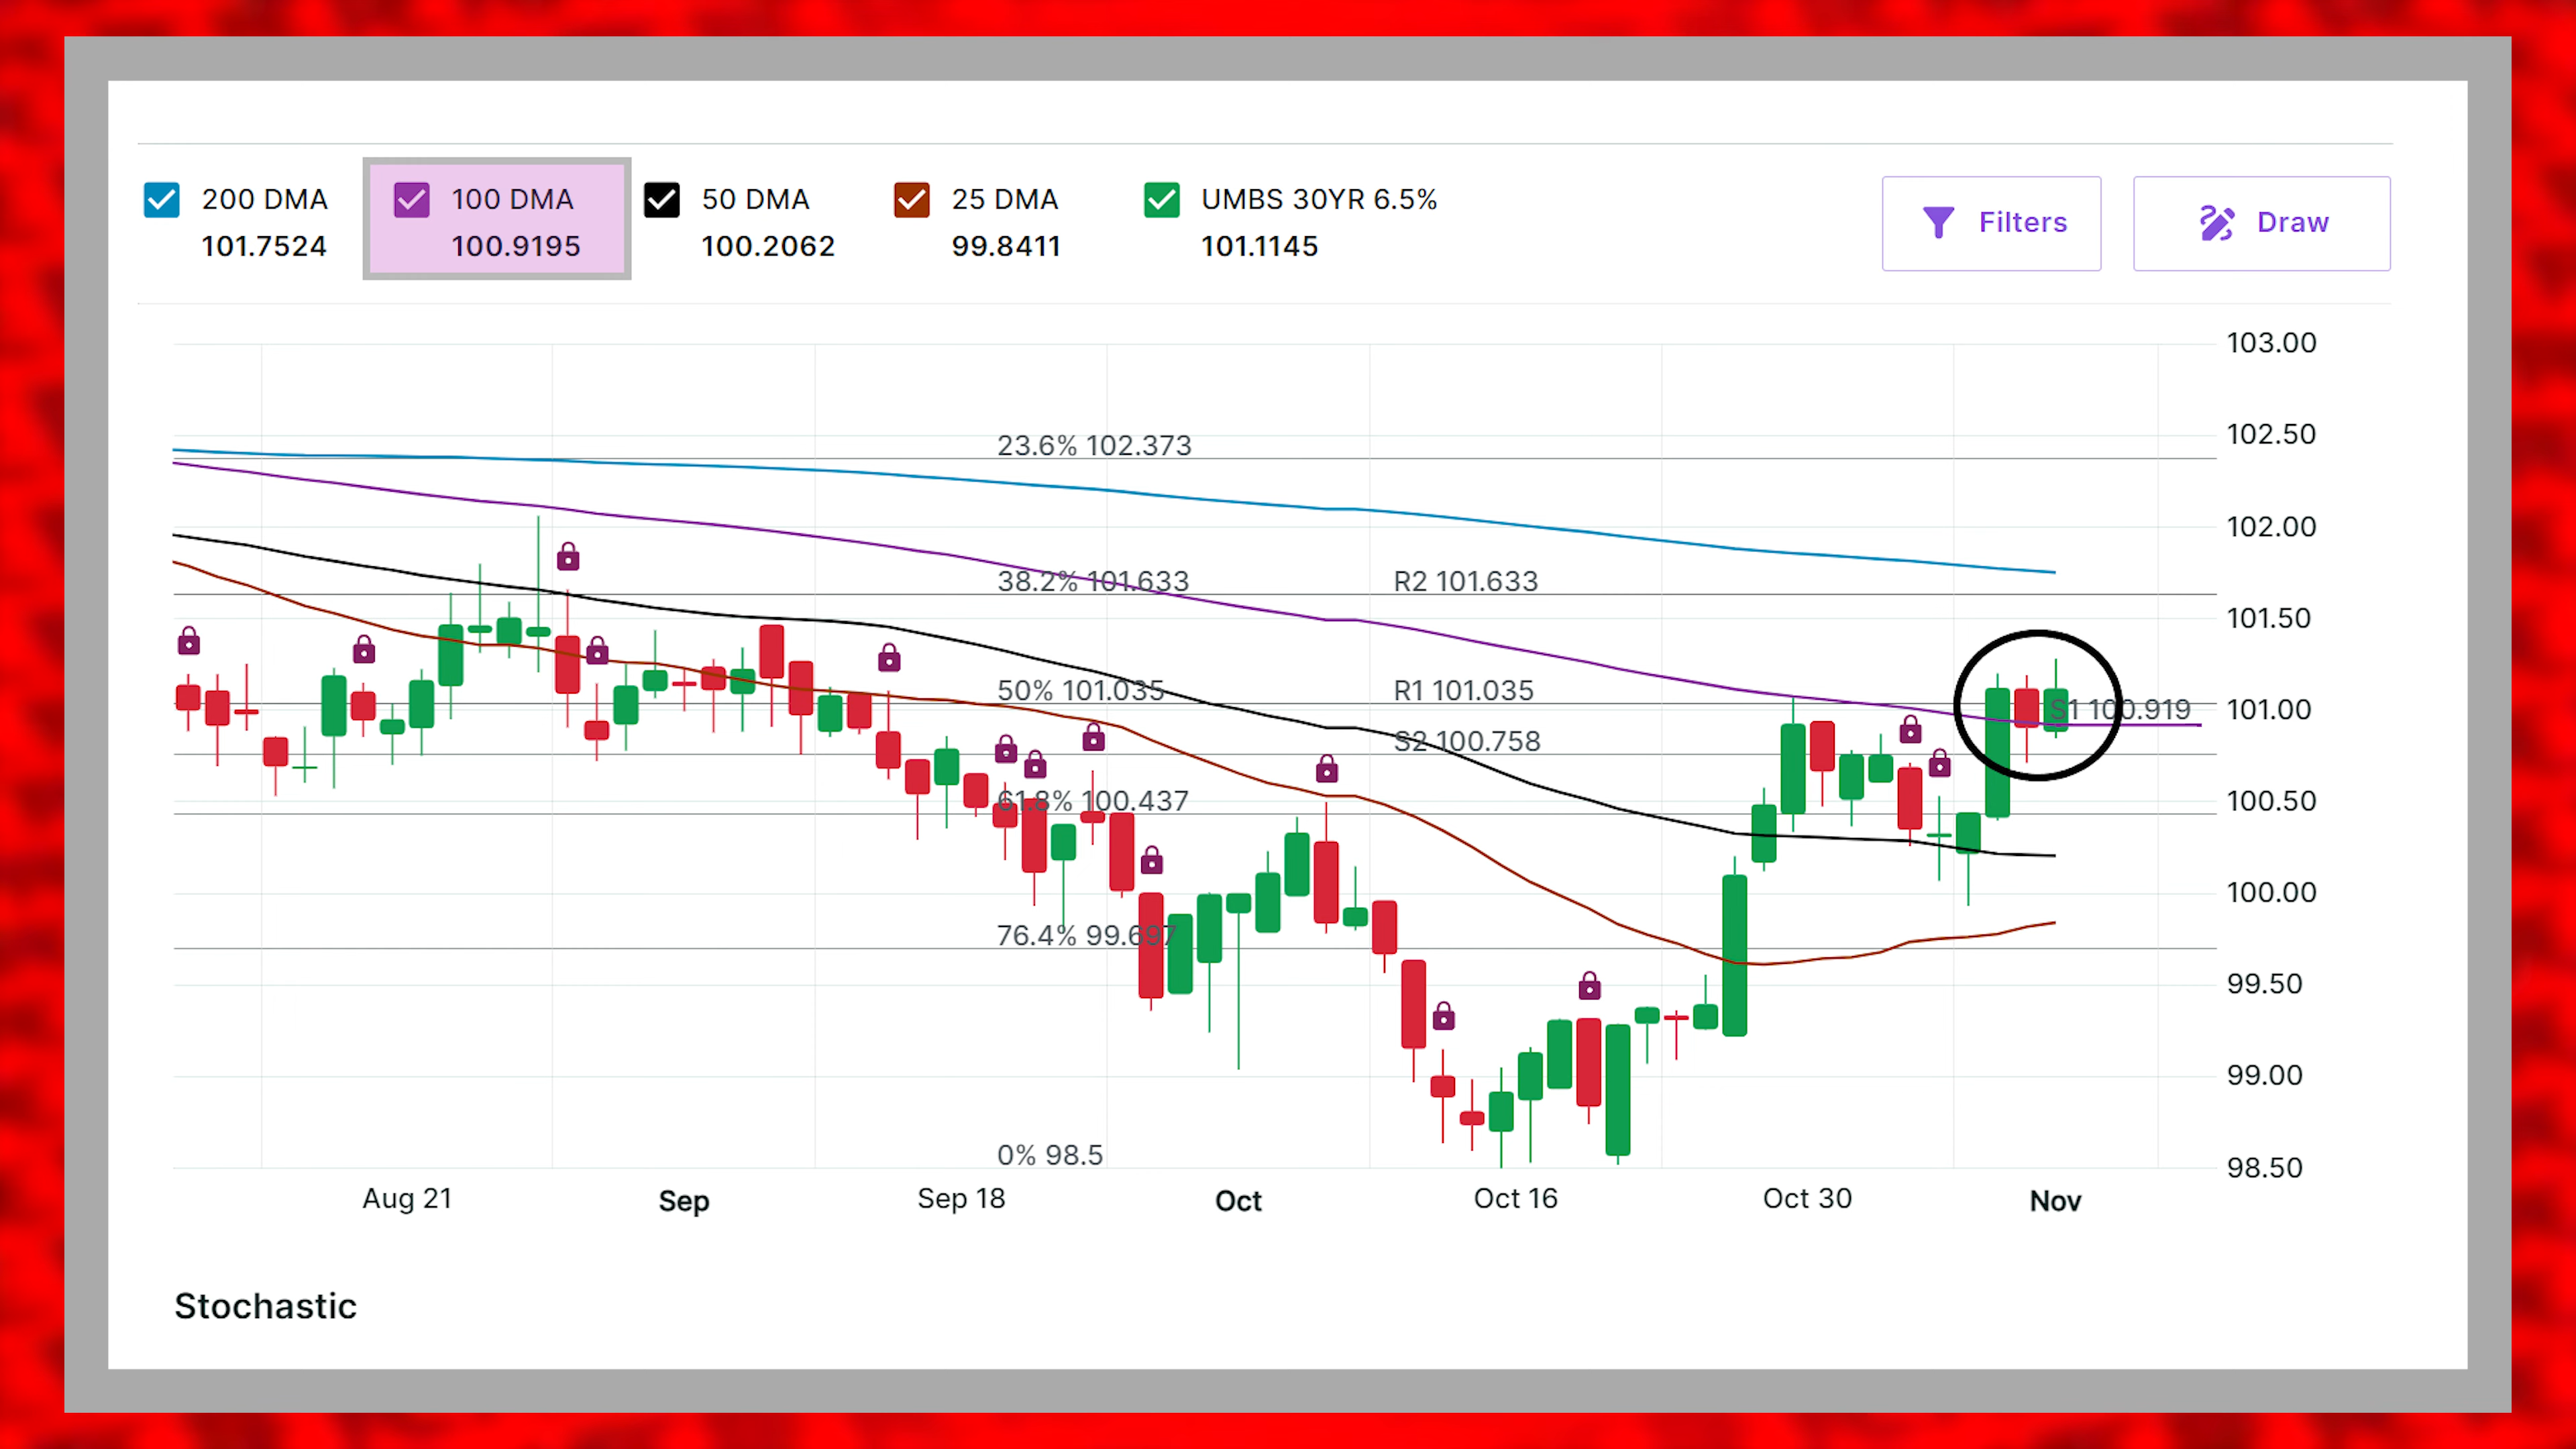 200 DMA 100 DMA 50 DMA 25 DMA UMBS 30YR 6.5%
101.7524 100.9195 100.2062 99.8411 101.1145
Filters Draw
103.00
23.6% 102.373
102.50
102.00
38.2% 101.633 R2 101.633
101.50
50% 101.035 R1 101.035
S1 100.919
101.00
S2 100.758
61.8% 100.437
100.50
100.00
76.4% 99.697
99.50
99.00
0% 98.5
98.50
Aug 21 Sep Sep 18 Oct Oct 16 Oct 30 Nov
Stochastic